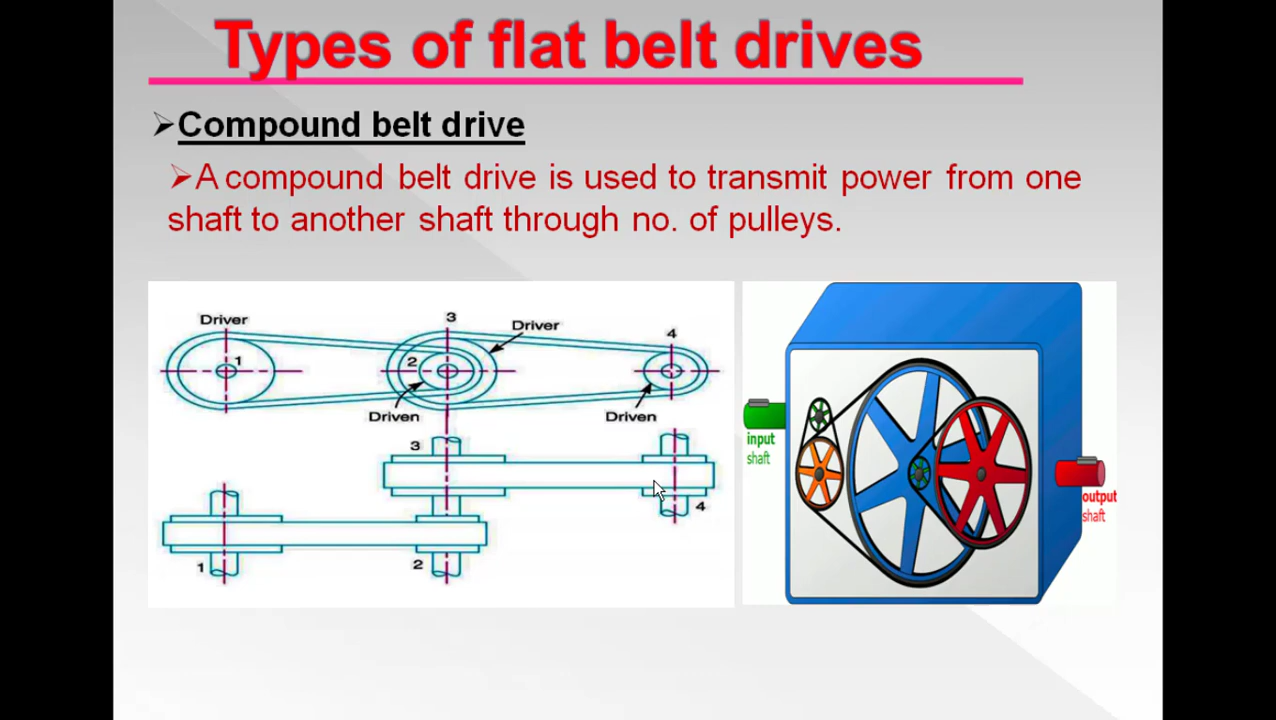 Types of flat belt drives
➢Compound belt drive
➢A compound belt drive is used to transmit power from one
shaft to another shaft through no. of pulleys.
Driver
3
Driver
4
1
2
Driven
Driven
3
4
1
2
input
shaft
output
shaft